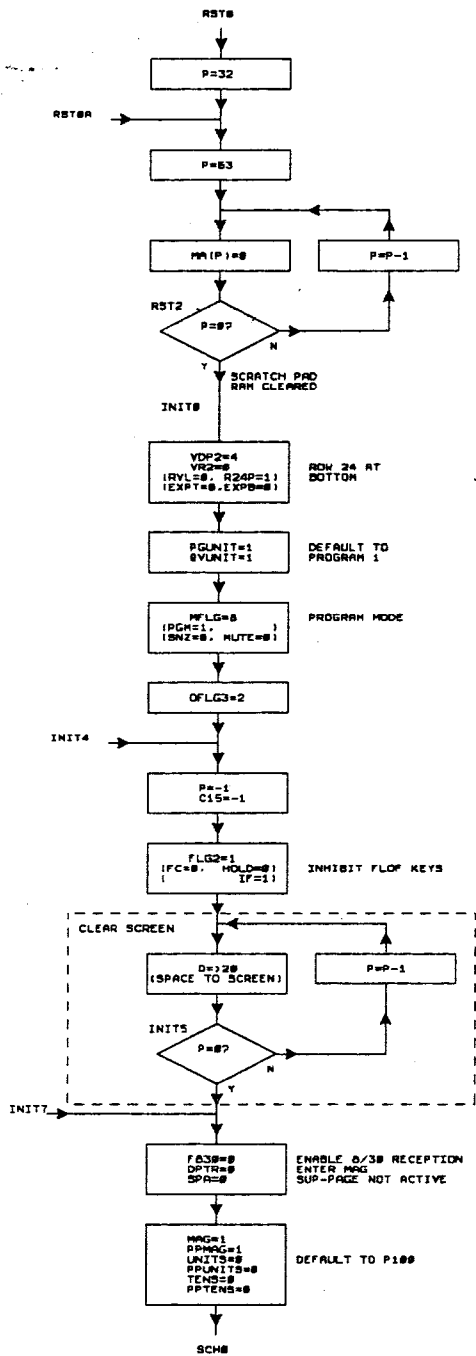 RST0
P=32
RST0A
P=63
MA(P)=0
P=P-1
RST2
P=0?
N
Y
SCRATCH PAD
RAM CLEARED
INIT0
VDP2=4
VR2=0
(RVL=0, R24P=1)
(EXPT=0,EXPB=0)
ROW 24 AT
BOTTOM
PGUNIT=1
@VUNIT=1
DEFAULT TO
PROGRAM 1
MFLG=8
(PGM=1, )
(SNZ=0, MUTE=0)
PROGRAM MODE
OFLG3=2
INIT4
P=-1
C15=-1
FLG2=1
(FC=0, HOLD=0)
( IF=1)
INHIBIT FLOF KEYS
CLEAR SCREEN
D=>20
(SPACE TO SCREEN)
P=P-1
INIT5
P=0?
N
Y
INIT7
F830=0
DPTR=0
SPA=0
ENABLE 8/30 RECEPTION
ENTER MAG
SUP-PAGE NOT ACTIVE
MAG=1
PPMAG=1
UNITS=0
PPUNITS=0
TENS=0
PPTENS=0
DEFAULT TO P100
SCH0